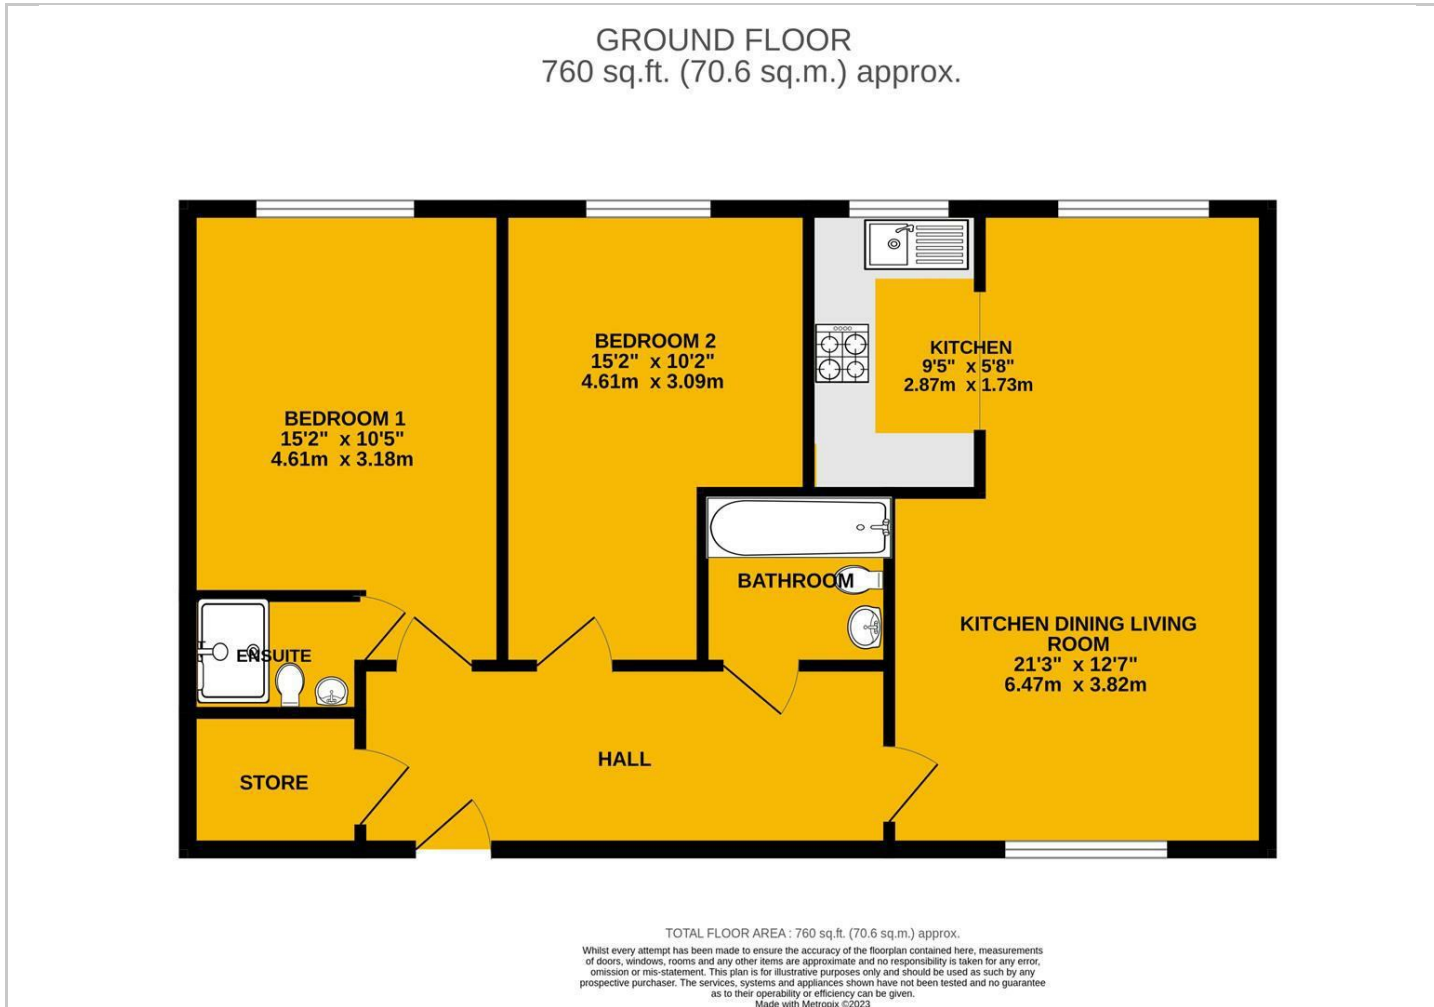 GROUND FLOOR
760 sq.ft. (70.6 sq.m.) approx.
BEDROOM 1
15'2" x 10'5"
4.61m x 3.18m
BEDROOM 2
15'2" x 10'2"
4.61m x 3.09m
KITCHEN
9'5" x 5'8"
2.87m x 1.73m
BATHROOM
KITCHEN DINING LIVING
ROOM
21'3" x 12'7"
6.47m x 3.82m
ENSUITE
STORE
HALL
TOTAL FLOOR AREA : 760 sq.ft. (70.6 sq.m.) approx.
Whilst every attempt has been made to ensure the accuracy of the floorplan contained here, measurements
of doors, windows, rooms and any other items are approximate and no responsibility is taken for any error,
omission or mis-statement. This plan is for illustrative purposes only and should be used as such by any
prospective purchaser. The services, systems and appliances shown have not been tested and no guarantee
as to their operability or efficiency can be given.
Made with Metropix ©2023